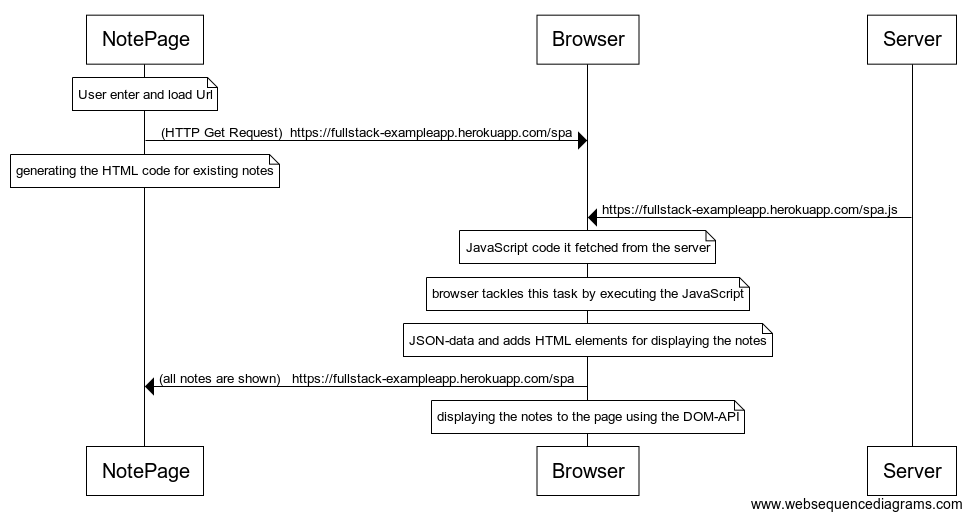 NotePage Browser Server
User enter and load Url
(HTTP Get Request) https://fullstack-exampleapp.herokuapp.com/spa
generating the HTML code for existing notes
https://fullstack-exampleapp.herokuapp.com/spa.js
JavaScript code it fetched from the server
browser tackles this task by executing the JavaScript
JSON-data and adds HTML elements for displaying the notes
(all notes are shown) https://fullstack-exampleapp.herokuapp.com/spa
displaying the notes to the page using the DOM-API
NotePage Browser Server
www.websequencediagrams.com